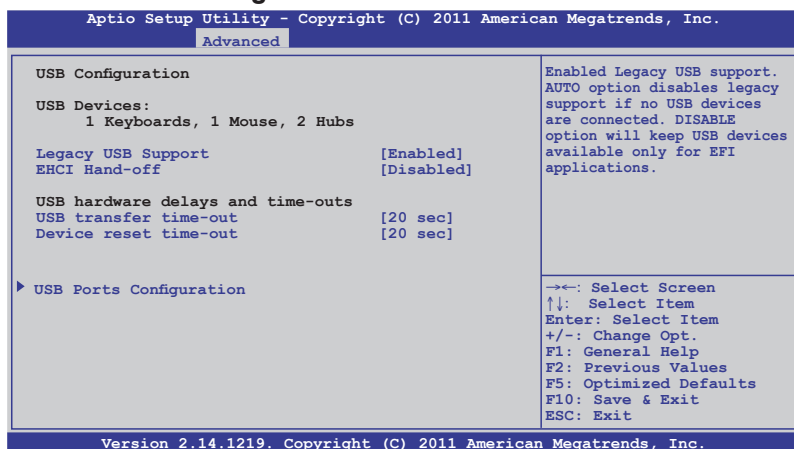 Aptio Setup Utility - Copyright (C) 2011 American Megatrends, Inc.
Advanced
USB Configuration
USB Devices:
1 Keyboards, 1 Mouse, 2 Hubs
Legacy USB Support [Enabled]
EHCI Hand-off [Disabled]
USB hardware delays and time-outs
USB transfer time-out [20 sec]
Device reset time-out [20 sec]
USB Ports Configuration
Enabled Legacy USB support.
AUTO option disables legacy
support if no USB devices
are connected. DISABLE
option will keep USB devices
available only for EFI
applications.
→←: Select Screen
↑↓: Select Item
Enter: Select Item
+/-: Change Opt.
F1: General Help
F2: Previous Values
F5: Optimized Defaults
F10: Save & Exit
ESC: Exit
Version 2.14.1219. Copyright (C) 2011 American Megatrends, Inc.